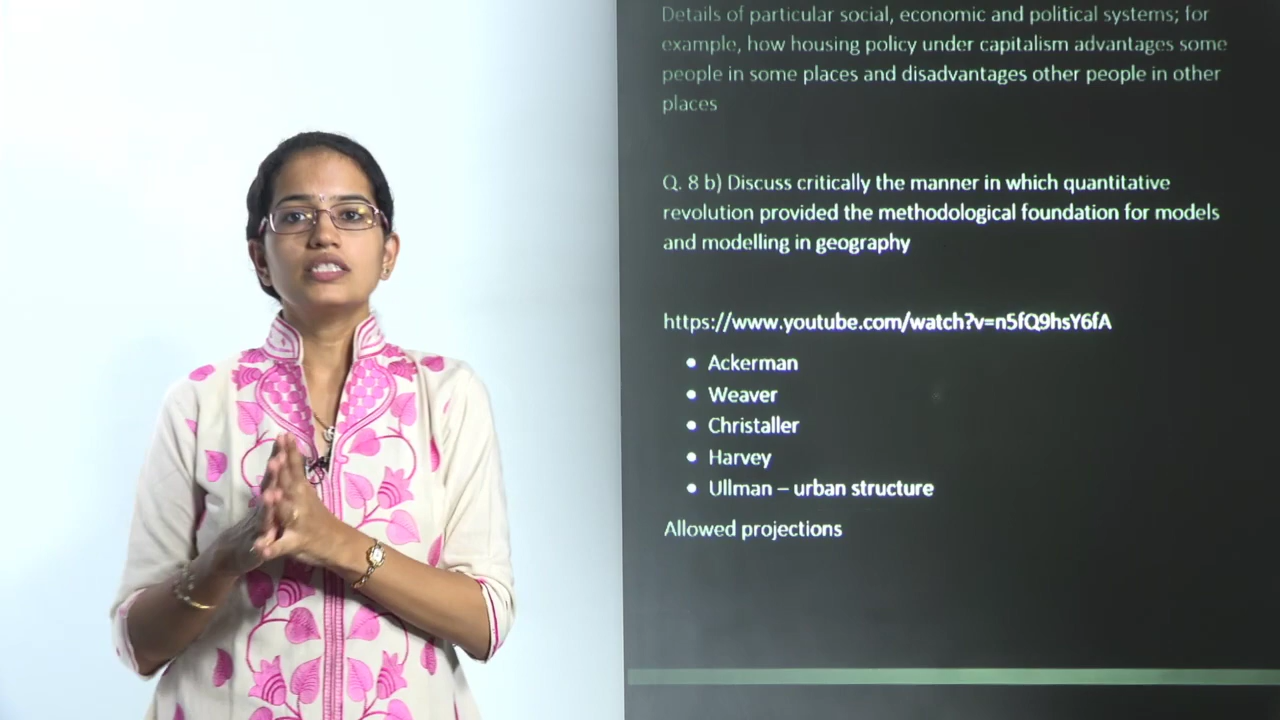 Details of particular social, economic and political systems; for
example, how housing policy under capitalism advantages some
people in some places and disadvantages other people in other
places
Q. 8 b) Discuss critically the manner in which quantitative
revolution provided the methodological foundation for models
and modelling in geography
https://www.youtube.com/watch?v=n5fQ9hsY6fA
• Ackerman
• Weaver
• Christaller
• Harvey
• Ullman – urban structure
Allowed projections